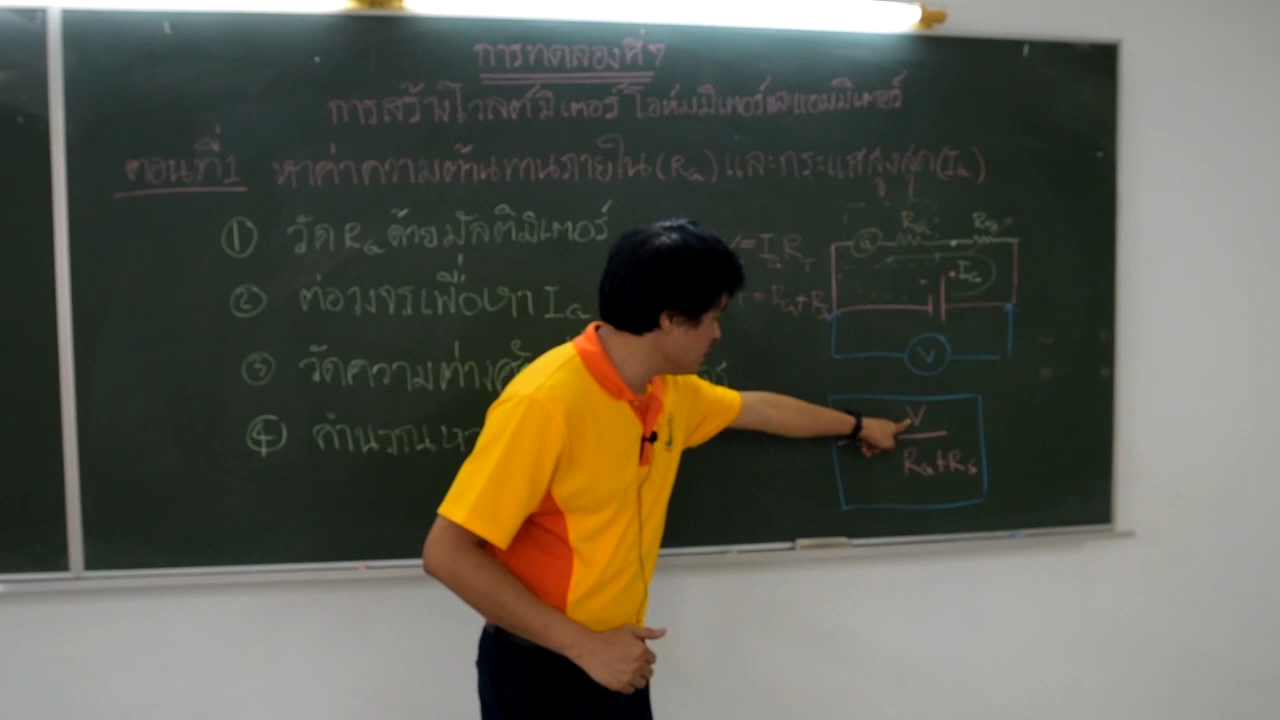 การทดลองที่ ๆ
การสร้างโวลต์มิเตอร์ โอห์มมิเตอร์และแอมมิเตอร์
ตอนที่1 หาค่าความต้านทานภายใน(Ra)และกระแสสูงสุด(Ia)
① วัด Ra ด้วยมัลติมิเตอร์
② ต่อวงจรเพื่อหา Ia
③ วัดความต่างศัก
④ คำนวณหา
Ra
a
Ia
V
V
Ra+Rs